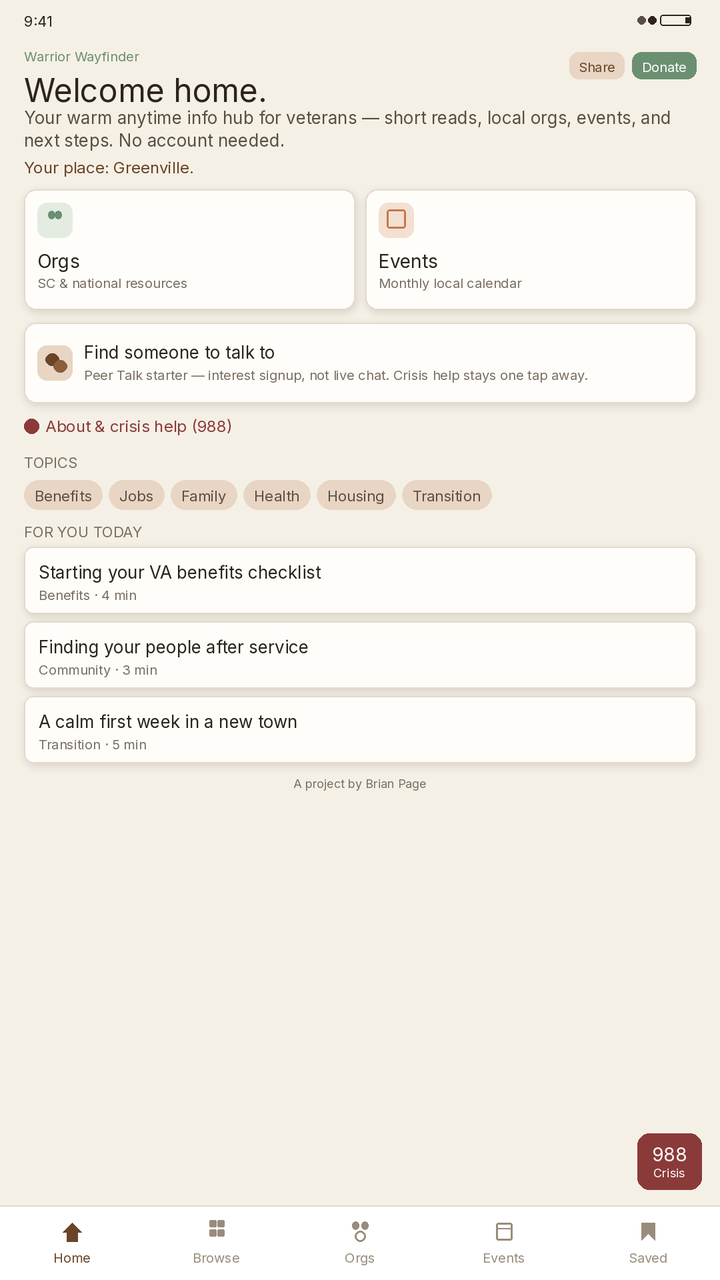 9:41
Warrior Wayfinder
Share
Donate
Welcome home.
Your warm anytime info hub for veterans — short reads, local orgs, events, and
next steps. No account needed.
Your place: Greenville.
Orgs
SC & national resources
Events
Monthly local calendar
Find someone to talk to
Peer Talk starter — interest signup, not live chat. Crisis help stays one tap away.
About & crisis help (988)
TOPICS
Benefits
Jobs
Family
Health
Housing
Transition
FOR YOU TODAY
Starting your VA benefits checklist
Benefits · 4 min
Finding your people after service
Community · 3 min
A calm first week in a new town
Transition · 5 min
A project by Brian Page
988
Crisis
Home
Browse
Orgs
Events
Saved